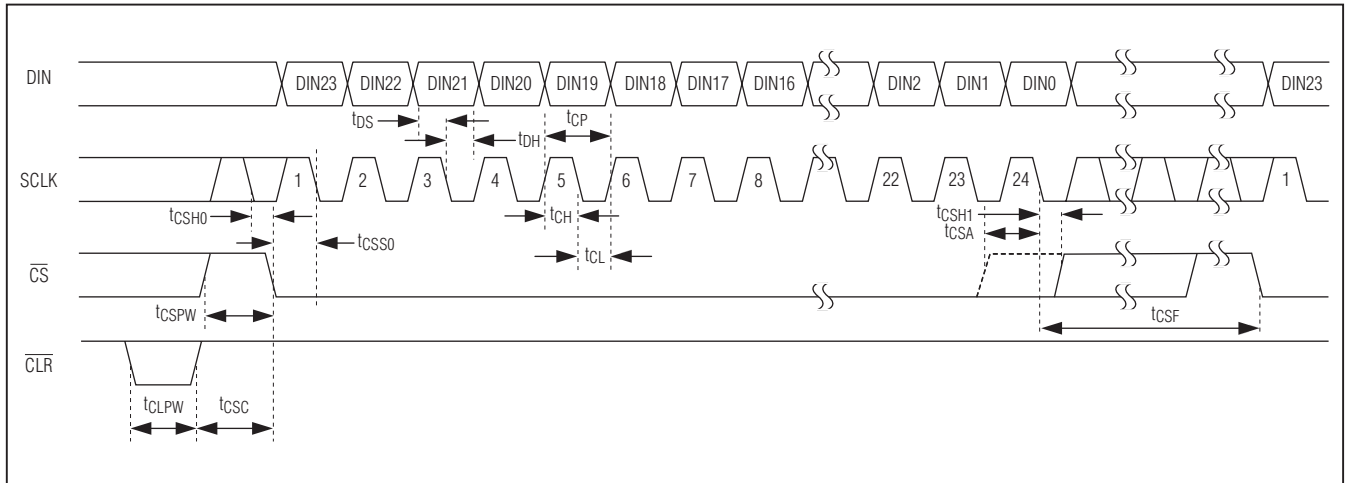 DIN
DIN23 DIN22 DIN21 DIN20 DIN19 DIN18 DIN17 DIN16 DIN2 DIN1 DIN0 DIN23
tDS tDH tCP
SCLK
1 2 3 4 5 6 7 8 22 23 24 1
tCSH0 tCH tCSH1
tCSS0 tCL tCSA
CS
tCSPW tCSF
CLR
tCLPW tCSC